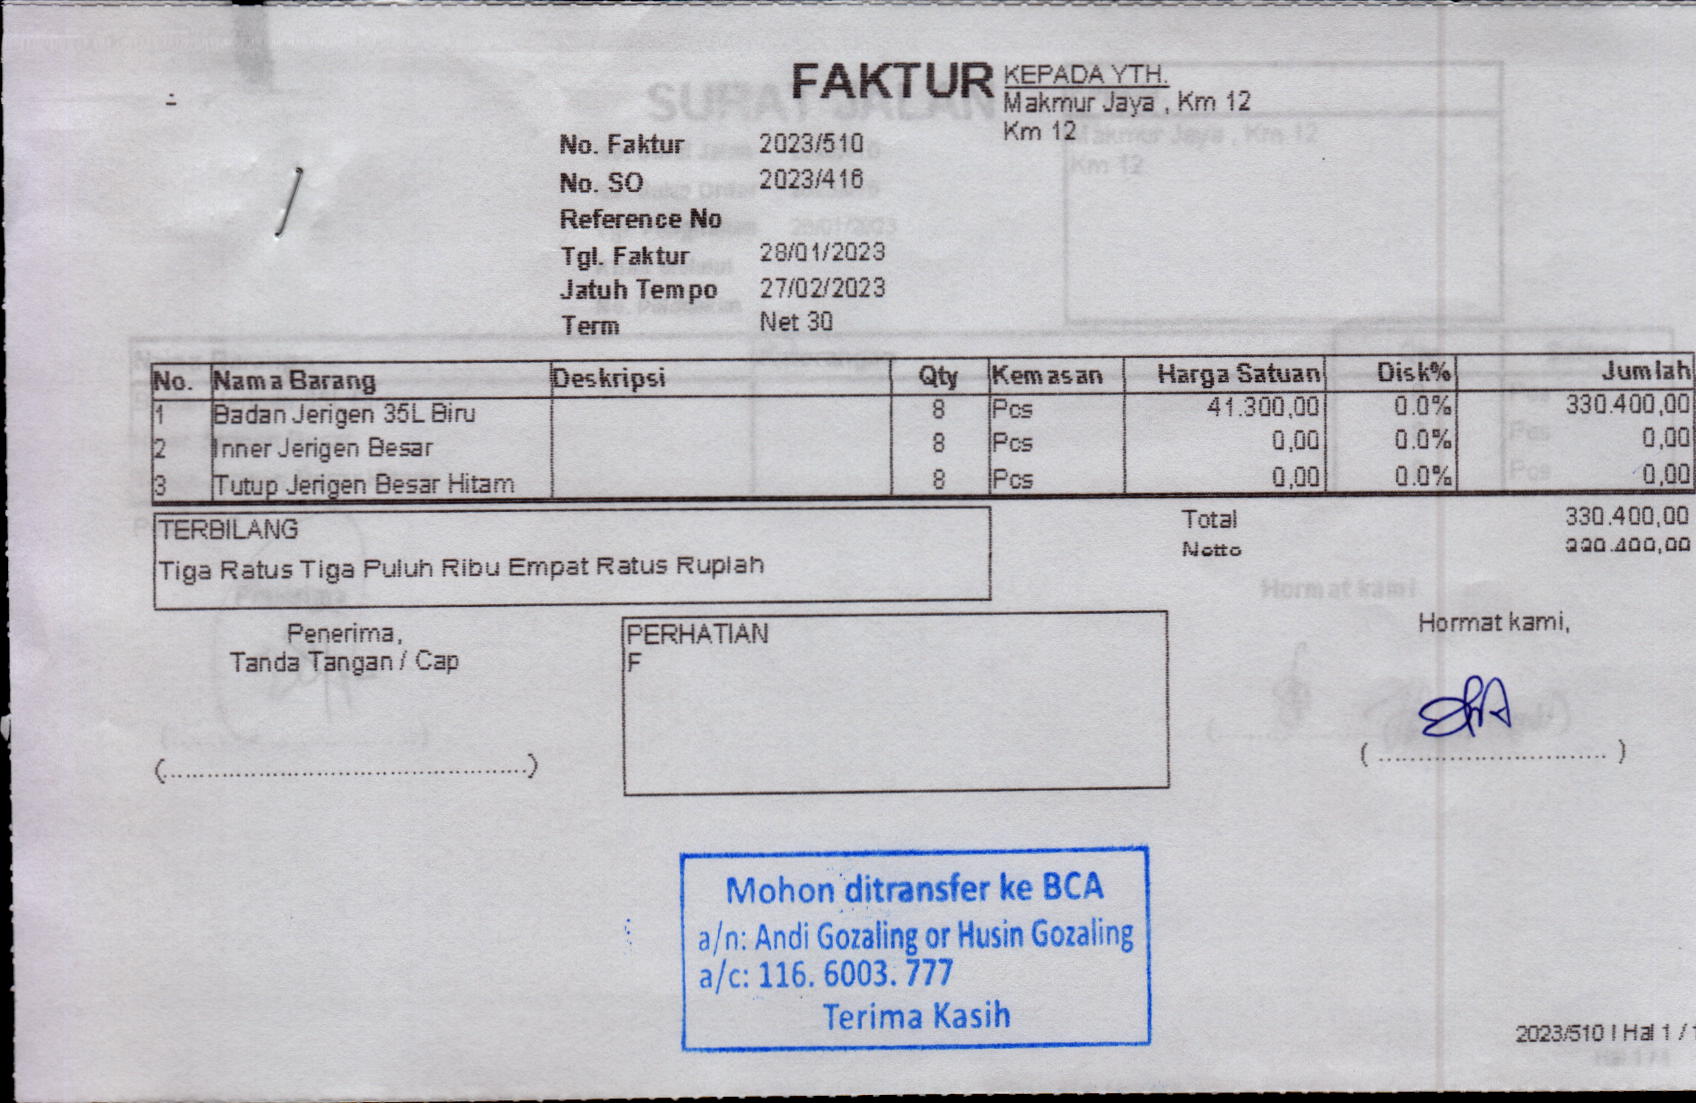 FAKTUR
KEPADA YTH.
Makmur Jaya , Km 12
Km 12
No. Faktur 2023/510
No. SO 2023/416
Reference No
Tgl. Faktur 28/01/2023
Jatuh Tempo 27/02/2023
Term Net 30
No. Nama Barang Deskripsi Qty Kemasan Harga Satuan Disk% Jumlah
1 Badan Jerigen 35L Biru 8 Pcs 41.300,00 0.0% 330.400,00
2 Inner Jerigen Besar 8 Pcs 0,00 0.0% 0,00
3 Tutup Jerigen Besar Hitam 8 Pcs 0,00 0.0% 0,00
TERBILANG
Tiga Ratus Tiga Puluh Ribu Empat Ratus Rupiah
Total 330.400,00
Netto 330.400,00
Penerima,
Tanda Tangan / Cap
(..............................................)
PERHATIAN
F
Hormat kami,
( ............................. )
Mohon ditransfer ke BCA
a/n: Andi Gozaling or Husin Gozaling
a/c: 116. 6003. 777
Terima Kasih
2023/510 | Hal 1 / 1